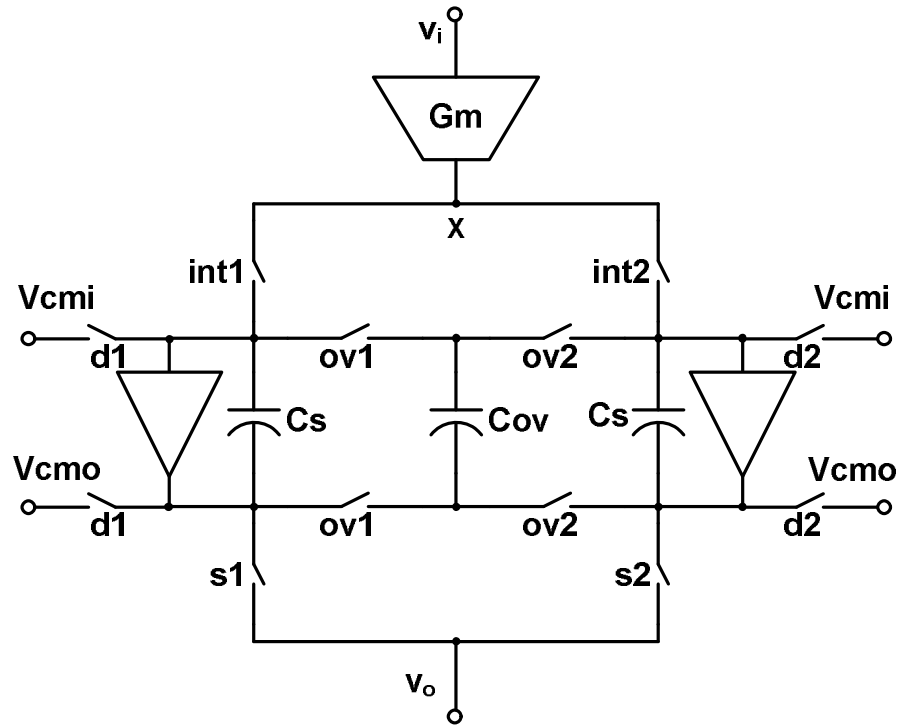 vi
Gm
x
int1
int2
Vcmi
Vcmi
d1
ov1
ov2
d2
Cs
Cov
Cs
Vcmo
Vcmo
d1
ov1
ov2
d2
s1
s2
vo